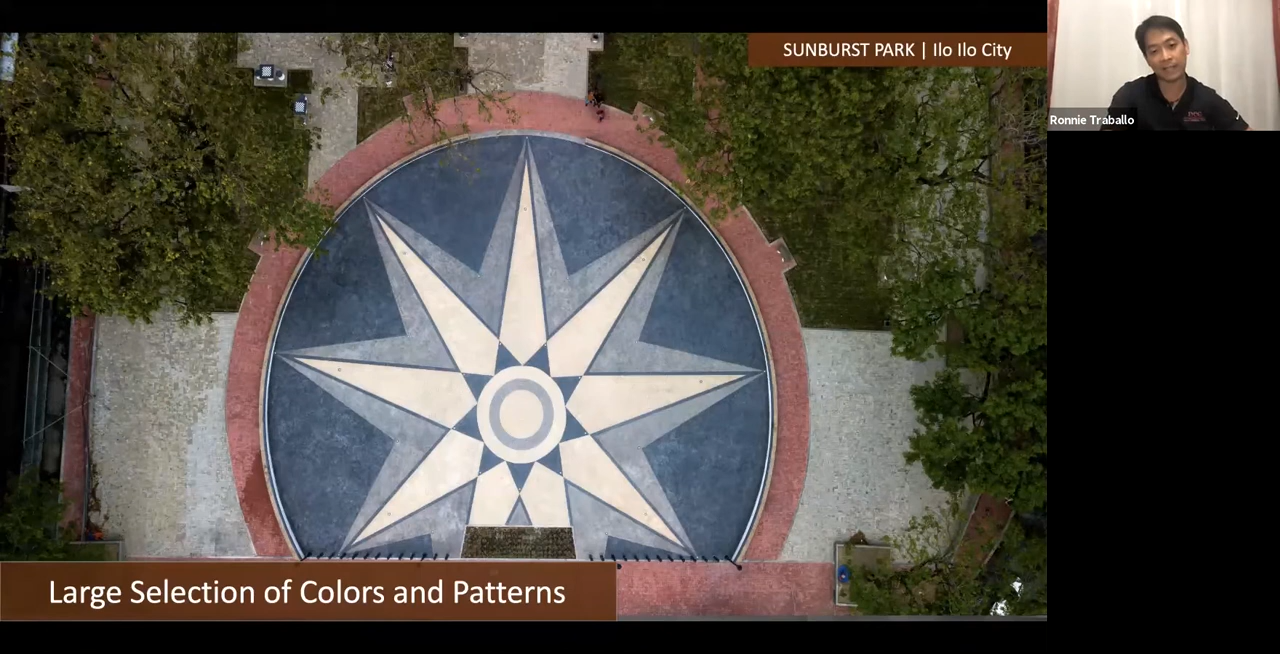 SUNBURST PARK | Ilo Ilo City
Ronnie Traballo
Large Selection of Colors and Patterns